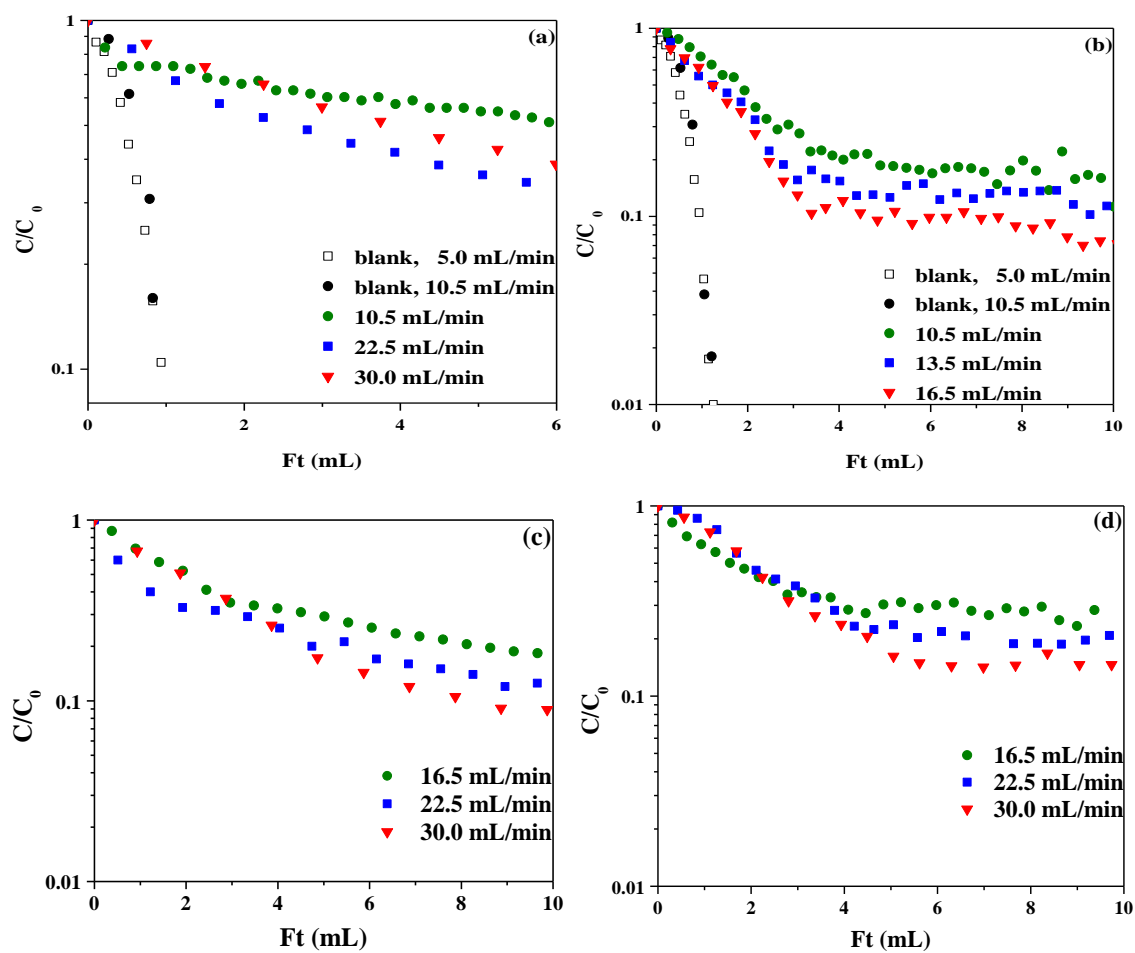 1
(a)
C/C0
blank, 5.0 mL/min
blank, 10.5 mL/min
10.5 mL/min
22.5 mL/min
30.0 mL/min
0.1
0 2 4 6
Ft (mL)
1
(b)
C/C0
0.1
blank, 5.0 mL/min
blank, 10.5 mL/min
10.5 mL/min
13.5 mL/min
16.5 mL/min
0.01
0 2 4 6 8 10
Ft (mL)
1
(c)
C/C0
0.1
16.5 mL/min
22.5 mL/min
30.0 mL/min
0.01
0 2 4 6 8 10
Ft (mL)
1
(d)
C/C0
0.1
16.5 mL/min
22.5 mL/min
30.0 mL/min
0.01
0 2 4 6 8 10
Ft (mL)